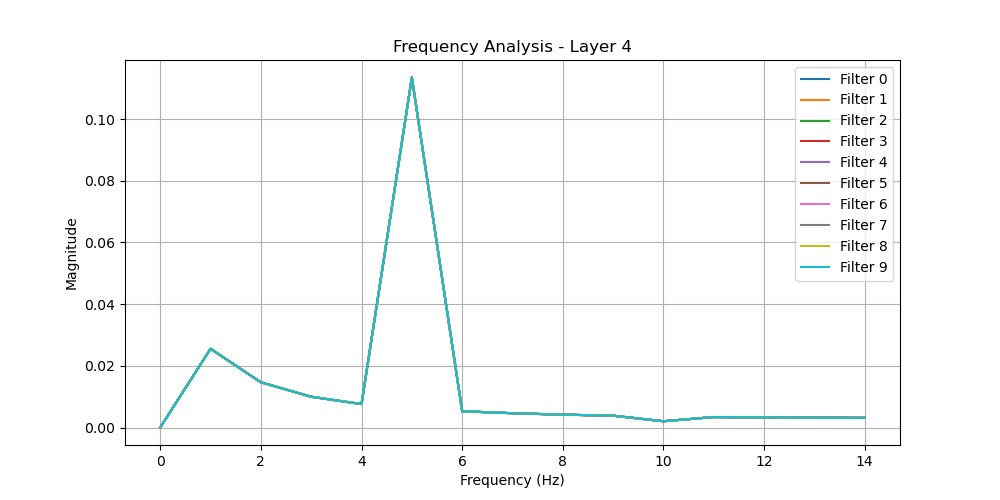 Frequency Analysis - Layer 4
Filter 0
Filter 1
Filter 2
Filter 3
Filter 4
Filter 5
Filter 6
Filter 7
Filter 8
Filter 9
0.10
0.08
0.06
0.04
0.02
0.00
Magnitude
0 2 4 6 8 10 12 14
Frequency (Hz)